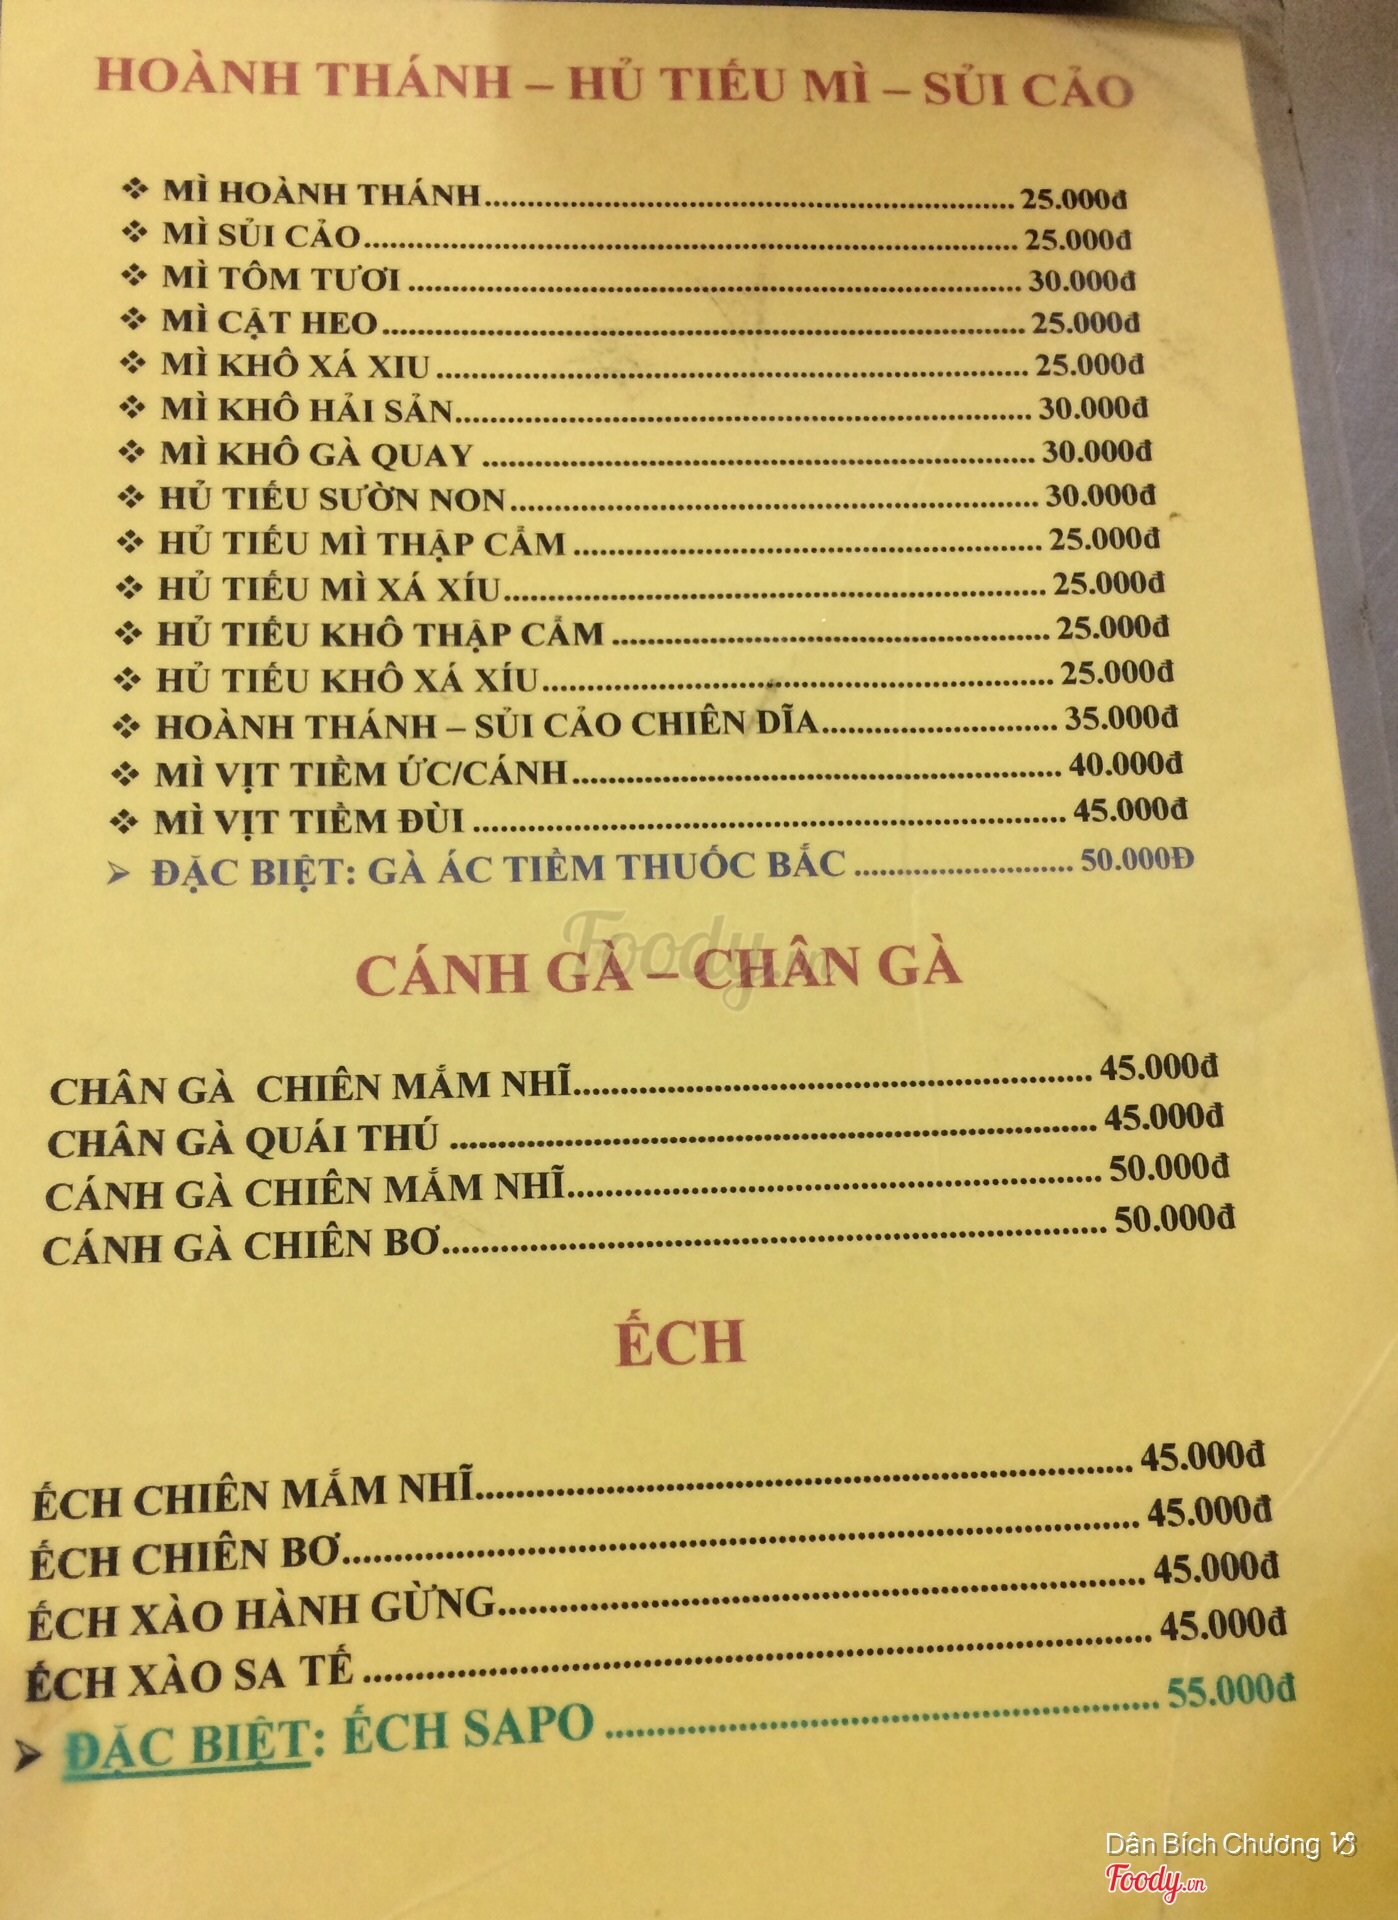 HOÀNH THÁNH – HỦ TIẾU MÌ – SỦI CẢO
❖ MÌ HOÀNH THÁNH........25.000đ
❖ MÌ SỦI CẢO........25.000đ
❖ MÌ TÔM TƯƠI........30.000đ
❖ MÌ CẬT HEO........25.000đ
❖ MÌ KHÔ XÁ XIU........25.000đ
❖ MÌ KHÔ HẢI SẢN........30.000đ
❖ MÌ KHÔ GÀ QUAY........30.000đ
❖ HỦ TIẾU SƯỜN NON........30.000đ
❖ HỦ TIẾU MÌ THẬP CẨM........25.000đ
❖ HỦ TIẾU MÌ XÁ XÍU........25.000đ
❖ HỦ TIẾU KHÔ THẬP CẨM........25.000đ
❖ HỦ TIẾU KHÔ XÁ XÍU........25.000đ
❖ HOÀNH THÁNH – SỦI CẢO CHIÊN DĨA........35.000đ
❖ MÌ VỊT TIỀM ỨC/CÁNH........40.000đ
❖ MÌ VỊT TIỀM ĐÙI........45.000đ
➢ ĐẶC BIỆT: GÀ ÁC TIỀM THUỐC BẮC........50.000Đ
Foody.vn
CÁNH GÀ – CHÂN GÀ
CHÂN GÀ CHIÊN MẮM NHĨ........45.000đ
CHÂN GÀ QUÁI THÚ........45.000đ
CÁNH GÀ CHIÊN MẮM NHĨ........50.000đ
CÁNH GÀ CHIÊN BƠ........50.000đ
ẾCH
ẾCH CHIÊN MẮM NHĨ........45.000đ
ẾCH CHIÊN BƠ........45.000đ
ẾCH XÀO HÀNH GỪNG........45.000đ
ẾCH XÀO SA TẾ........45.000đ
➢ ĐẶC BIỆT: ẾCH SAPO........55.000đ
Dân Bích Chương ♑
Foody.vn